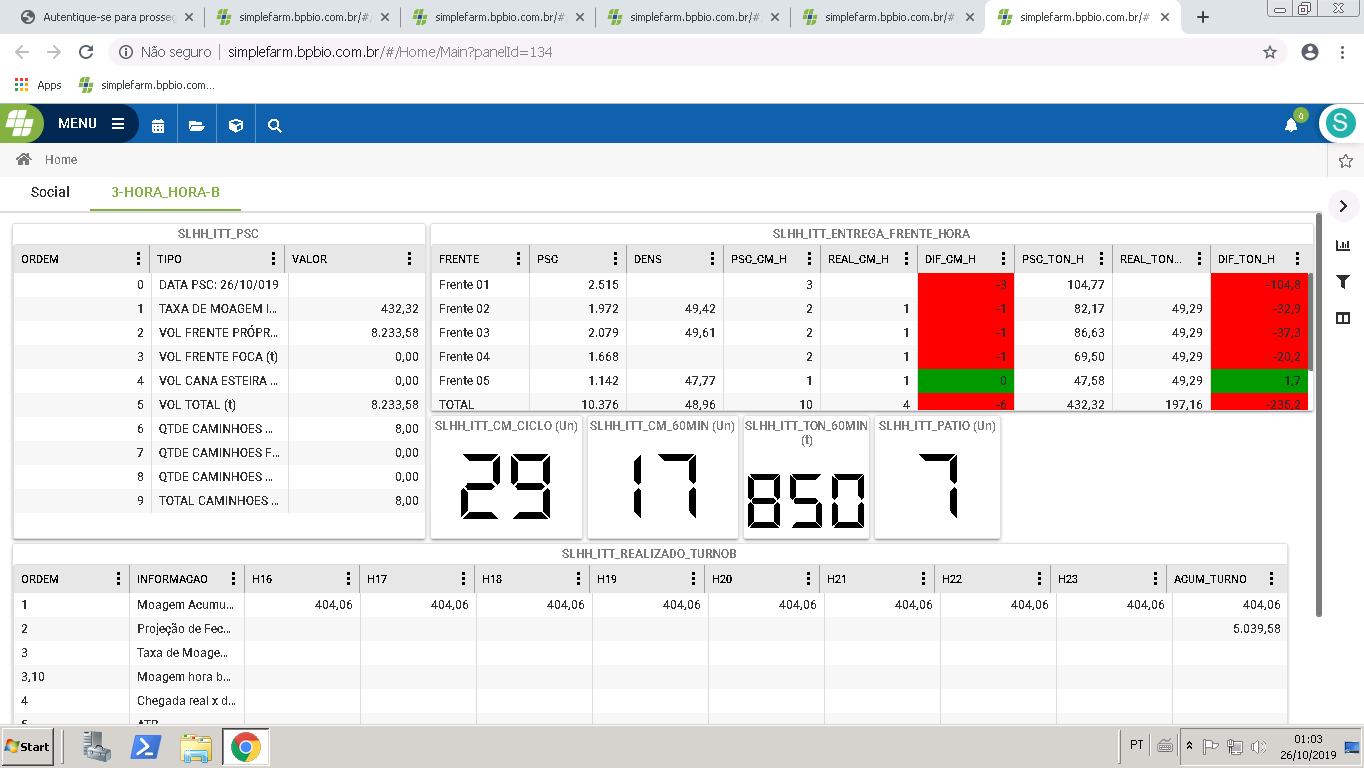 Autentique-se para prosseg
simplefarm.bpbio.com.br/#/
simplefarm.bpbio.com.br/#/
simplefarm.bpbio.com.br/#
simplefarm.bpbio.com.br/#
simplefarm.bpbio.com.br/#
Não seguro | simplefarm.bpbio.com.br/#/Home/Main?panelId=134
Apps simplefarm.bpbio.com....
MENU 0 S
Home
Social 3-HORA_HORA-B
SLHH_ITT_PSC
ORDEM TIPO VALOR
0 DATA PSC: 26/10/019
1 TAXA DE MOAGEM I... 432,32
2 VOL FRENTE PRÓPR... 8.233,58
3 VOL FRENTE FOCA (t) 0,00
4 VOL CANA ESTEIRA ... 0,00
5 VOL TOTAL (t) 8.233,58
6 QTDE CAMINHOES ... 8,00
7 QTDE CAMINHOES F... 0,00
8 QTDE CAMINHOES ... 0,00
9 TOTAL CAMINHOES ... 8,00
SLHH_ITT_ENTREGA_FRENTE_HORA
FRENTE PSC DENS PSC_CM_H REAL_CM_H DIF_CM_H PSC_TON_H REAL_TON... DIF_TON_H
Frente 01 2.515 3 -3 104,77 -104,8
Frente 02 1.972 49,42 2 1 -1 82,17 49,29 -32,9
Frente 03 2.079 49,61 2 1 -1 86,63 49,29 -37,3
Frente 04 1.668 2 1 -1 69,50 49,29 -20,2
Frente 05 1.142 47,77 1 1 0 47,58 49,29 1,7
TOTAL 10.376 48,96 10 4 -6 432,32 197,16 -235,2
SLHH_ITT_CM_CICLO (Un)
29
SLHH_ITT_CM_60MIN (Un)
17
SLHH_ITT_TON_60MIN
(t)
850
SLHH_ITT_PATIO (Un)
7
SLHH_ITT_REALIZADO_TURNOB
ORDEM INFORMACAO H16 H17 H18 H19 H20 H21 H22 H23 ACUM_TURNO
1 Moagem Acumu... 404,06 404,06 404,06 404,06 404,06 404,06 404,06 404,06 404,06
2 Projeção de Fec... 5.039,58
3 Taxa de Moage...
3,10 Moagem hora b...
4 Chegada real x d...
5 ATR
Start PT 01:03
26/10/2019